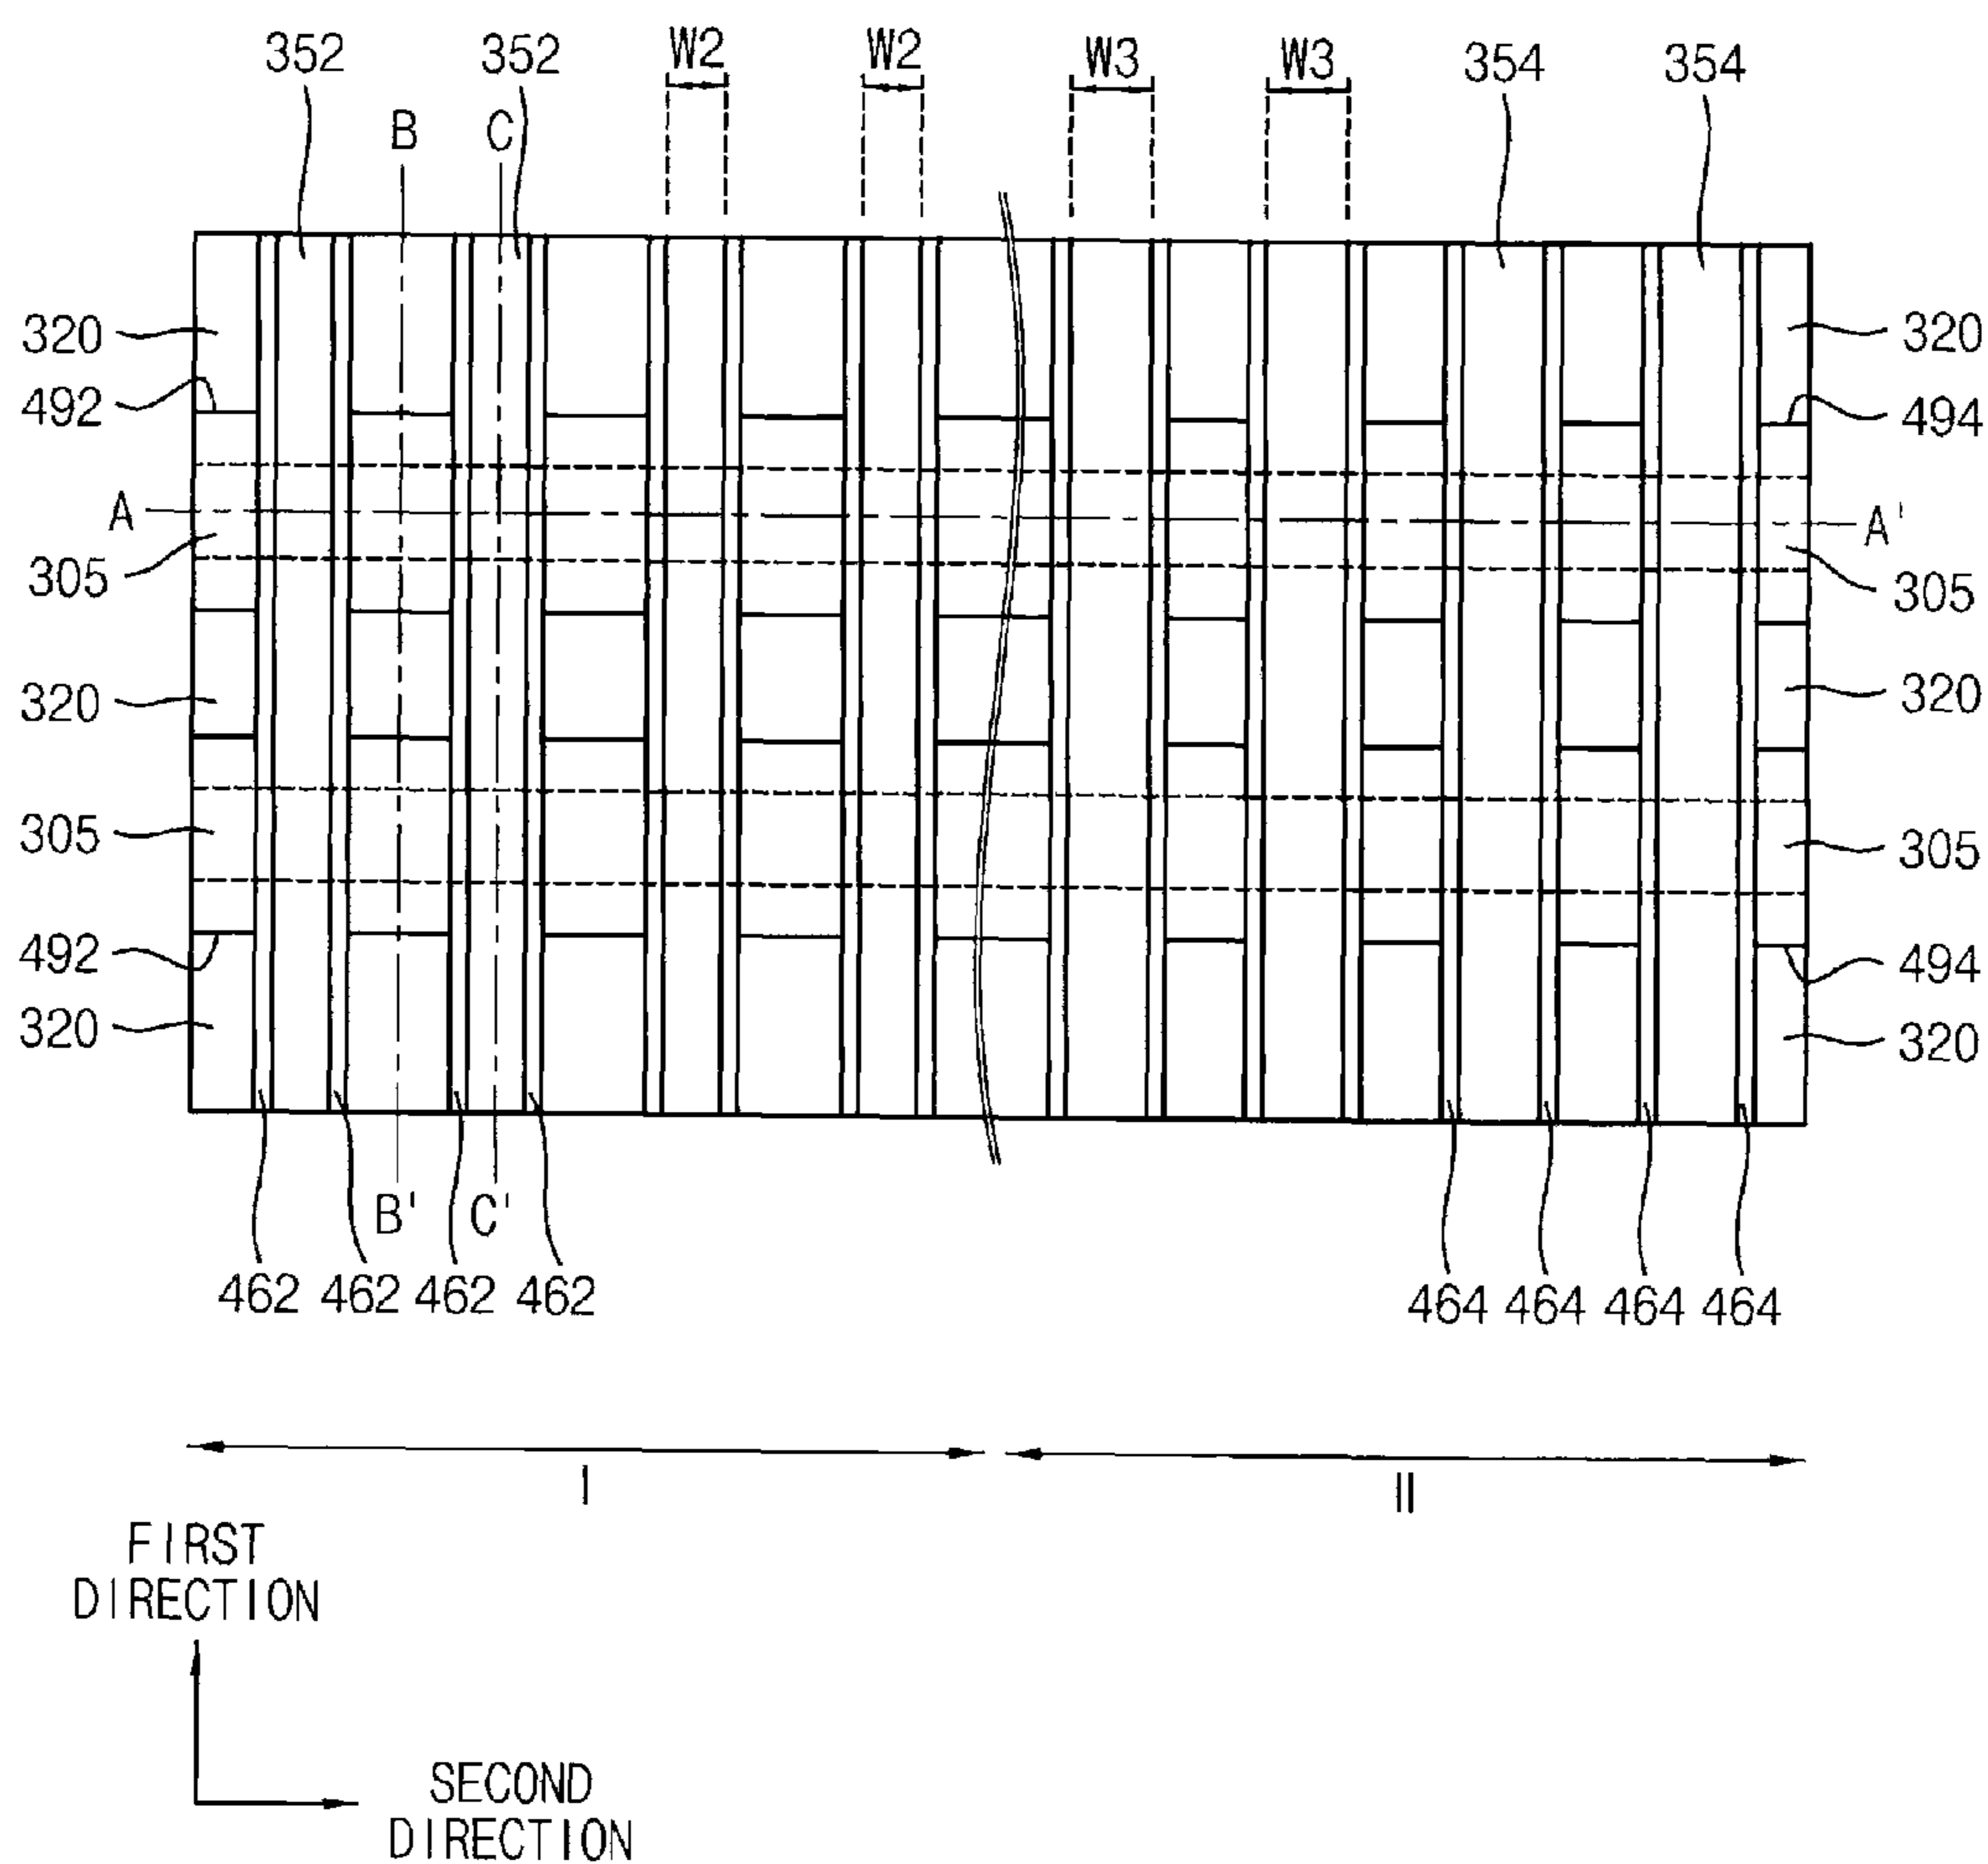 352 352 W2 W2 W3 W3 354 354
B C
320 320
492 494
A A'
305 305
320 320
305 305
492 494
320 320
B' C'
462 462 462 462 464 464 464 464
I II
FIRST
DIRECTION
SECOND
DIRECTION